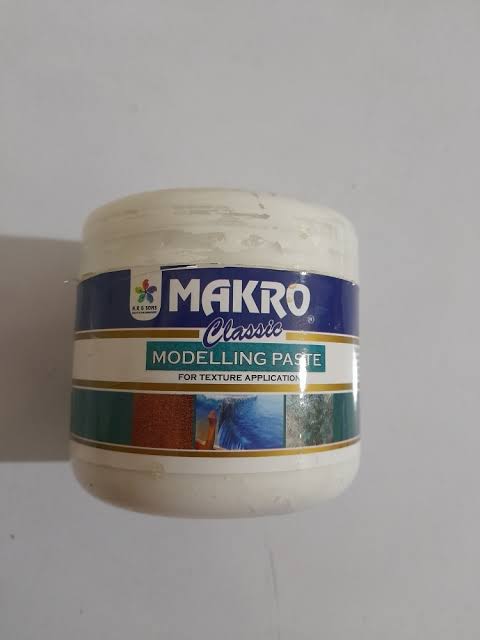 MAKRO
®
Classic
MODELLING PASTE
FOR TEXTURE APPLICATION